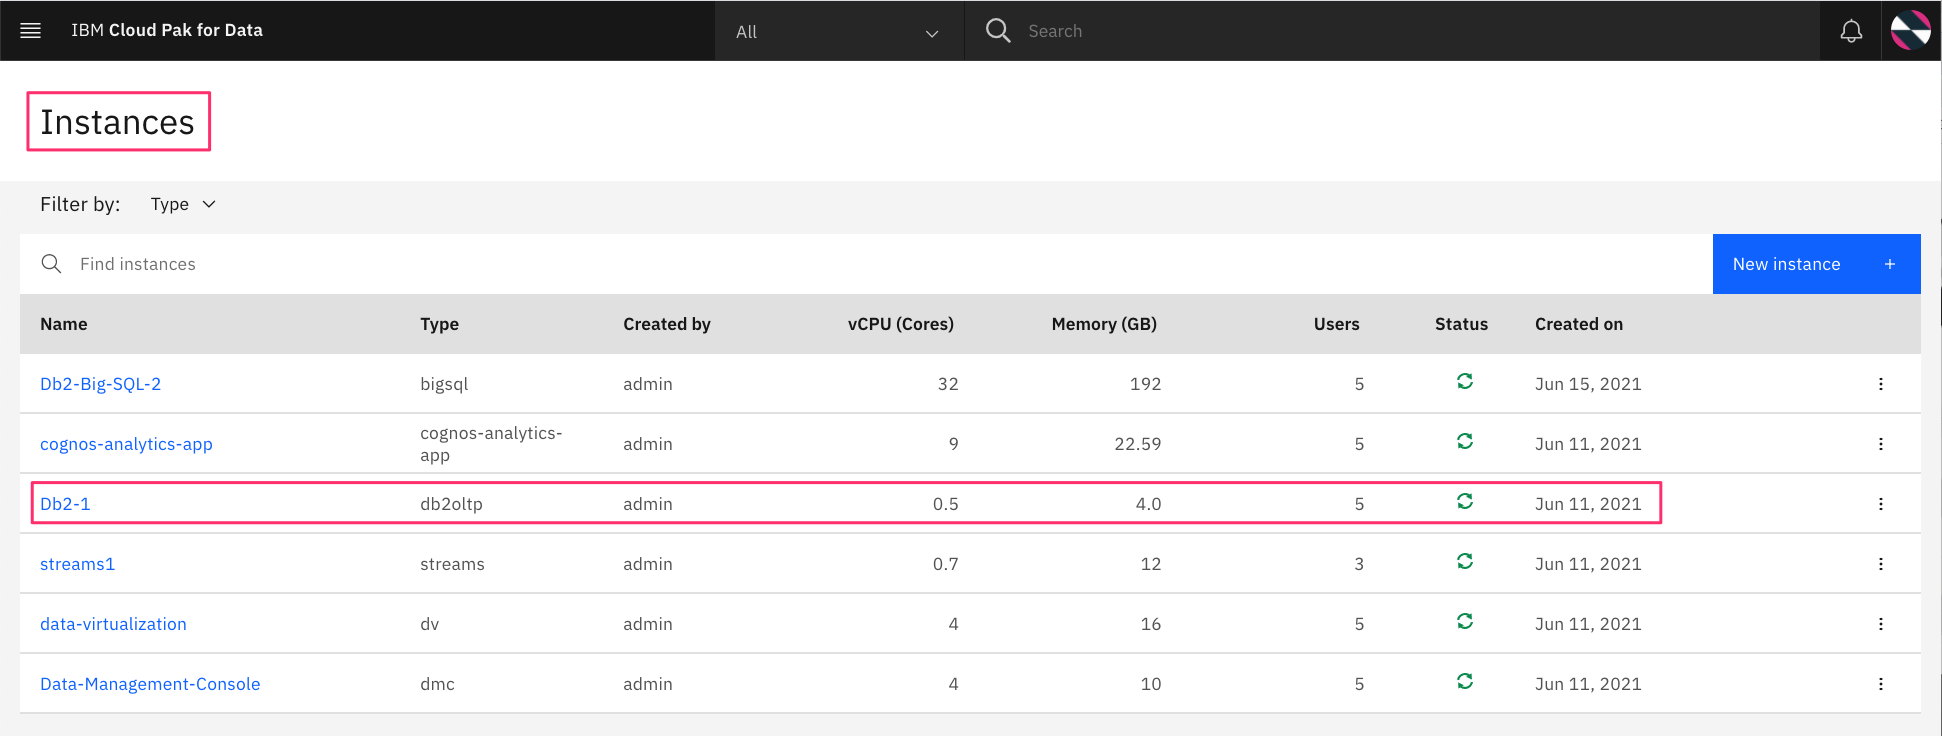 IBM Cloud Pak for Data All Search
Instances
Filter by: Type
Find instances New instance +
Name Type Created by vCPU (Cores) Memory (GB) Users Status Created on
Db2-Big-SQL-2 bigsql admin 32 192 5 Jun 15, 2021
cognos-analytics-app cognos-analytics-
app admin 9 22.59 5 Jun 11, 2021
Db2-1 db2oltp admin 0.5 4.0 5 Jun 11, 2021
streams1 streams admin 0.7 12 3 Jun 11, 2021
data-virtualization dv admin 4 16 5 Jun 11, 2021
Data-Management-Console dmc admin 4 10 5 Jun 11, 2021